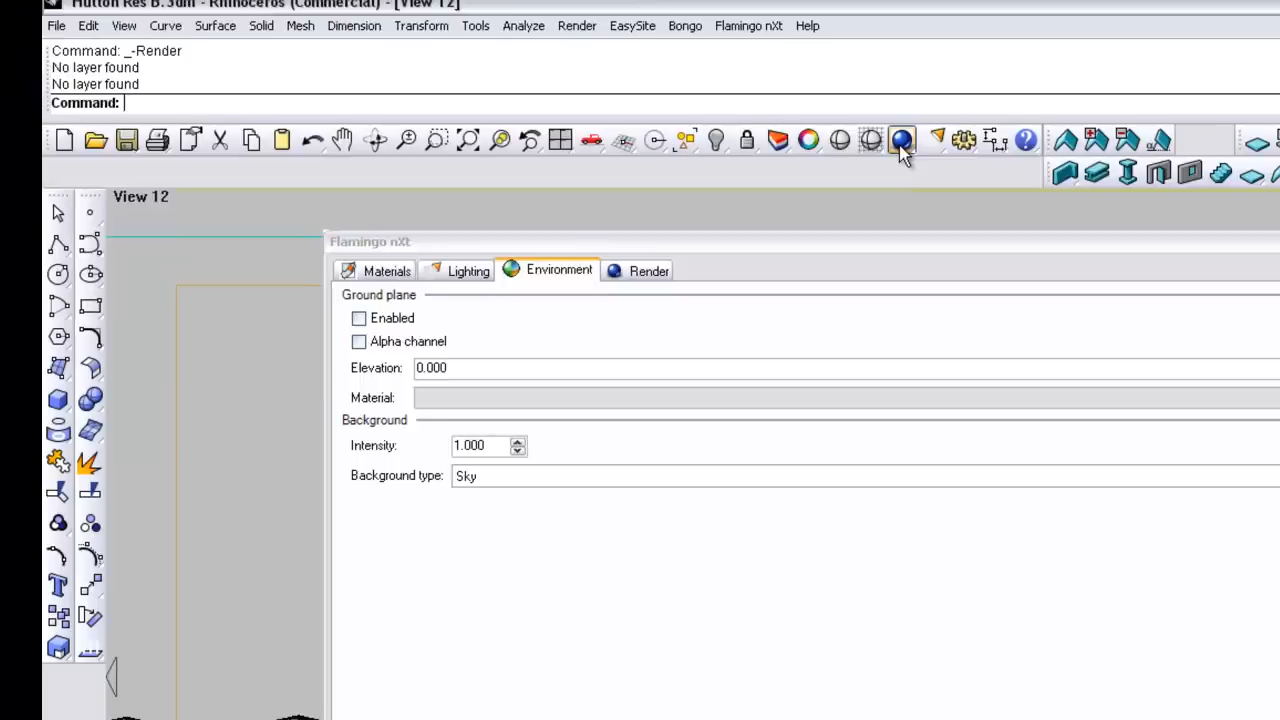 Hutton Res B. 3dm - Rhinoceros (Commercial) - [View 12]
File Edit View Curve Surface Solid Mesh Dimension Transform Tools Analyze Render EasySite Bongo Flamingo nXt Help
Command: _-Render
No layer found
No layer found
Command:
View 12
Flamingo nXt
Materials Lighting Environment Render
Ground plane
Enabled
Alpha channel
Elevation: 0.000
Material:
Background
Intensity: 1.000
Background type: Sky